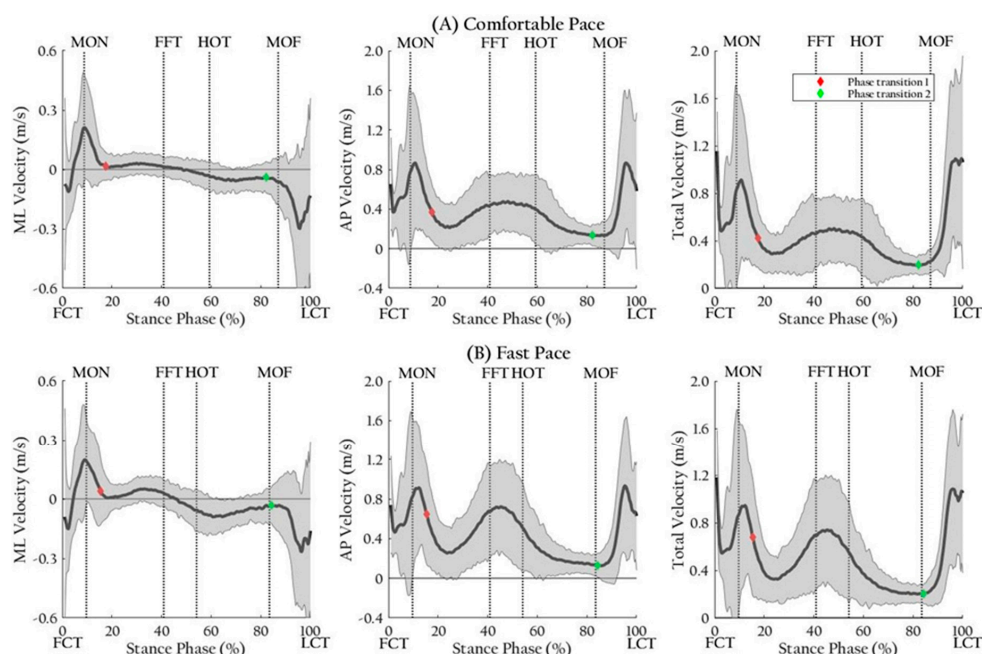 (A) Comfortable Pace
MON FFT HOT MOF
ML Velocity (m/s)
0.6
0.3
0
-0.3
-0.6
0 20 40 60 80 100
FCT Stance Phase (%) LCT
MON FFT HOT MOF
AP Velocity (m/s)
2.0
1.6
1.2
0.8
0.4
0
-0.4
0 20 40 60 80 100
FCT Stance Phase (%) LCT
MON FFT HOT MOF
Phase transition 1
Phase transition 2
Total Velocity (m/s)
2.0
1.6
1.2
0.8
0.4
0
0 20 40 60 80 100
FCT Stance Phase (%) LCT
(B) Fast Pace
MON FFT HOT MOF
ML Velocity (m/s)
0.6
0.3
0
-0.3
-0.6
0 20 40 60 80 100
FCT Stance Phase (%) LCT
MON FFT HOT MOF
AP Velocity (m/s)
2.0
1.6
1.2
0.8
0.4
0
-0.4
0 20 40 60 80 100
FCT Stance Phase (%) LCT
MON FFT HOT MOF
Total Velocity (m/s)
2.0
1.6
1.2
0.8
0.4
0
0 20 40 60 80 100
FCT Stance Phase (%) LCT